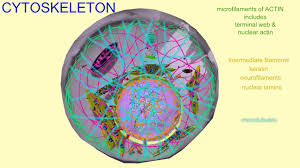 CYTOSKELETON
microfilaments of ACTIN
includes
terminal web &
nuclear actin
intermediate filaments
keratin
neurofilaments
nuclear lamins
microtubules